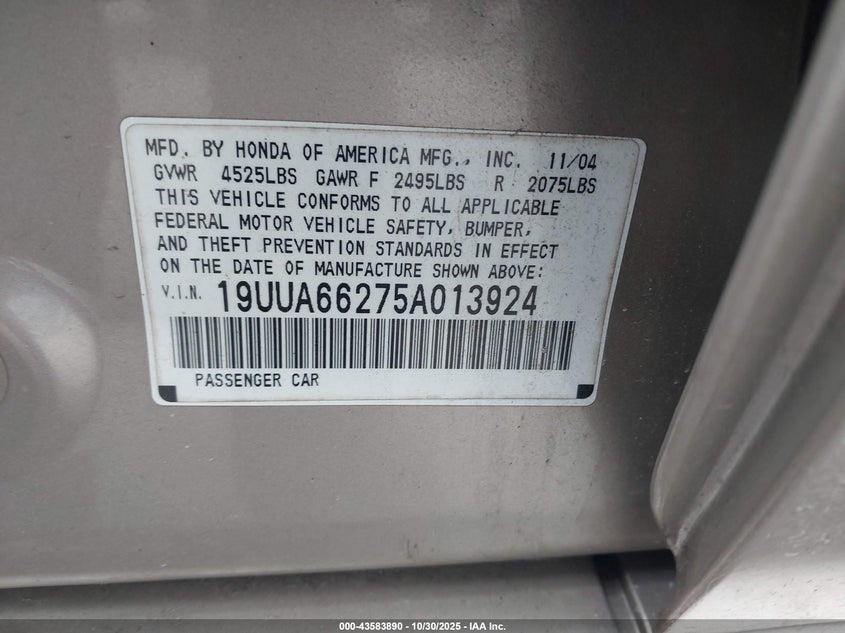 MFD. BY HONDA OF AMERICA MFG., INC. 11/04
GVWR 4525LBS GAWR F 2495LBS R 2075LBS
THIS VEHICLE CONFORMS TO ALL APPLICABLE
FEDERAL MOTOR VEHICLE SAFETY, BUMPER,
AND THEFT PREVENTION STANDARDS IN EFFECT
ON THE DATE OF MANUFACTURE SHOWN ABOVE:
V.I.N. 19UUA66275A013924
PASSENGER CAR
000-43583890 - 10/30/2025 - IAA Inc.